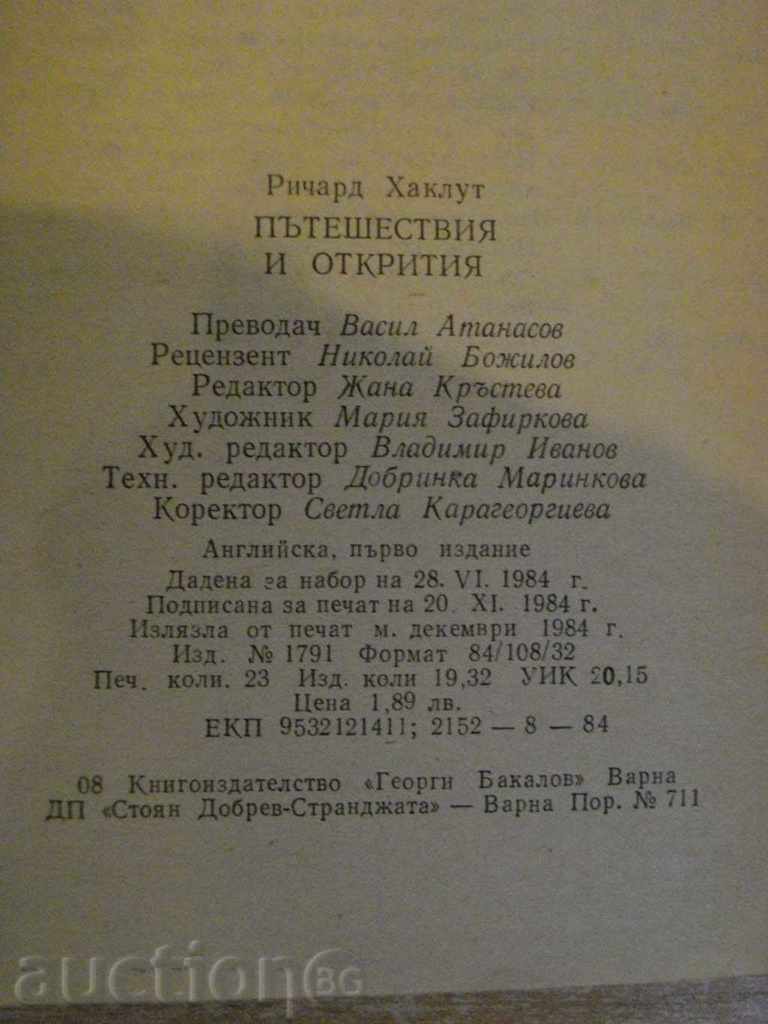 Ричард Хаклут
ПЪТЕШЕСТВИЯ
И ОТКРИТИЯ
Преводач Васил Атанасов
Рецензент Николай Божилов
Редактор Жана Кръстева
Художник Мария Зафиркова
Худ. редактор Владимир Иванов
Техн. редактор Добринка Маринкова
Коректор Светла Карагеоргиева
Английска, първо издание
Дадена за набор на 28. VI. 1984 г.
Подписана за печат на 20. XI. 1984 г.
Излязла от печат м. декември 1984 г.
Изд. № 1791 Формат 84/108/32
Печ. коли. 23 Изд. коли 19,32 УИК 20,15
Цена 1,89 лв.
ЕКП 9532121411; 2152 — 8 — 84
08 Книгоиздателство «Георги Бакалов» Варна
ДП «Стоян Добрев-Странджата» — Варна Пор. № 711
auctionBG